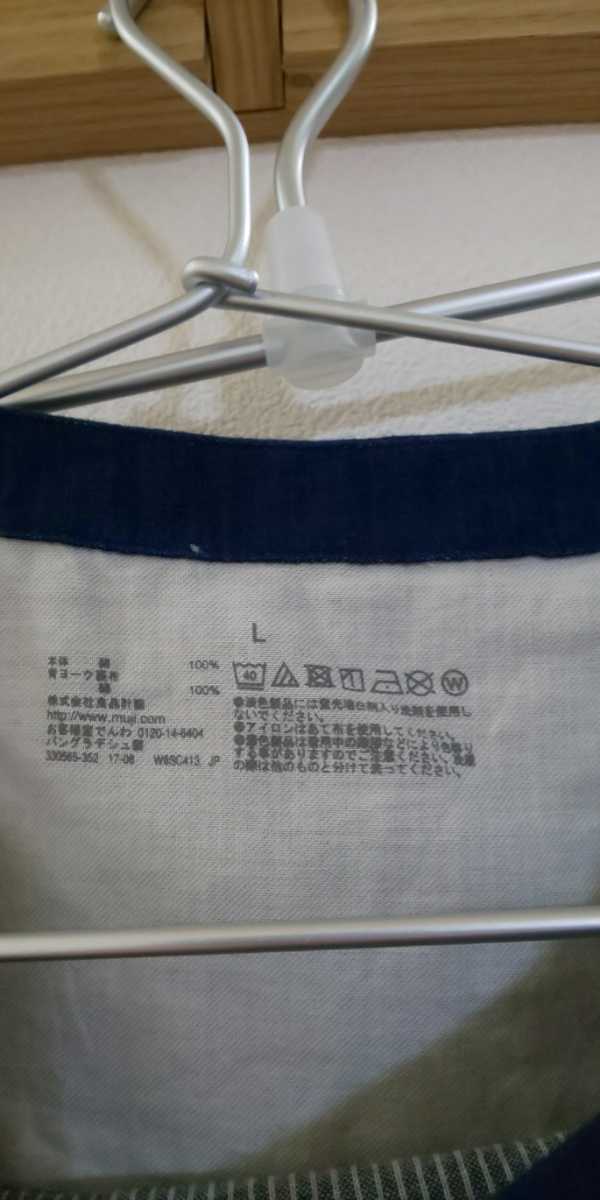 L
本体 綿 100%
背ヨーク裏布
綿 100%
株式会社良品計画
http://www.muji.com
お客様室でんわ 0120-14-6404
バングラデシュ製
330565-352 17-08 W6SC413 JP
40
W
●淡色製品には蛍光増白剤入り洗剤を使用し
ないでください。
●アイロンはあて布を使用してください。
●濃色製品は着用中の摩擦などにより色移り
する事がありますのでご注意ください。洗濯
の際は他のものと分けて洗ってください。